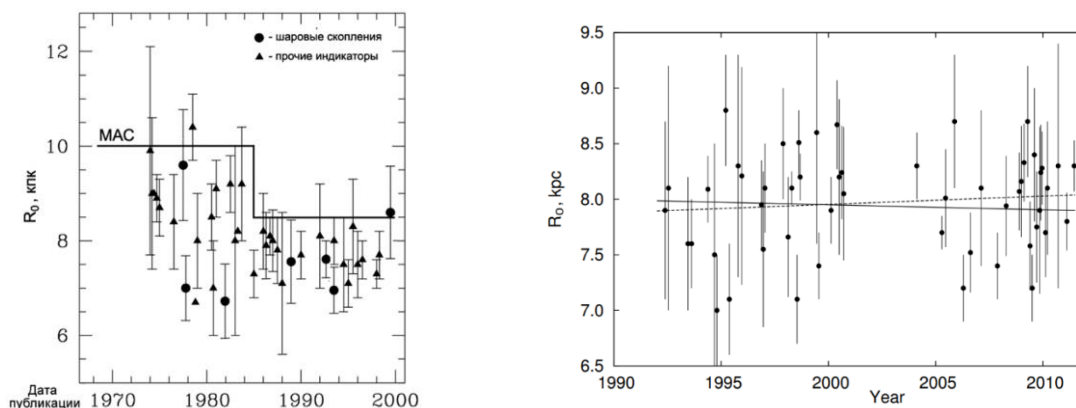 ● - шаровые скопления
▲ - прочие индикаторы
МАС
R₀, кпк
12
10
8
6
Дата
публикации
1970 1980 1990 2000
9.5
9.0
8.5
8.0
7.5
7.0
6.5
R₀, kpc
1990 1995 2000 2005 2010
Year